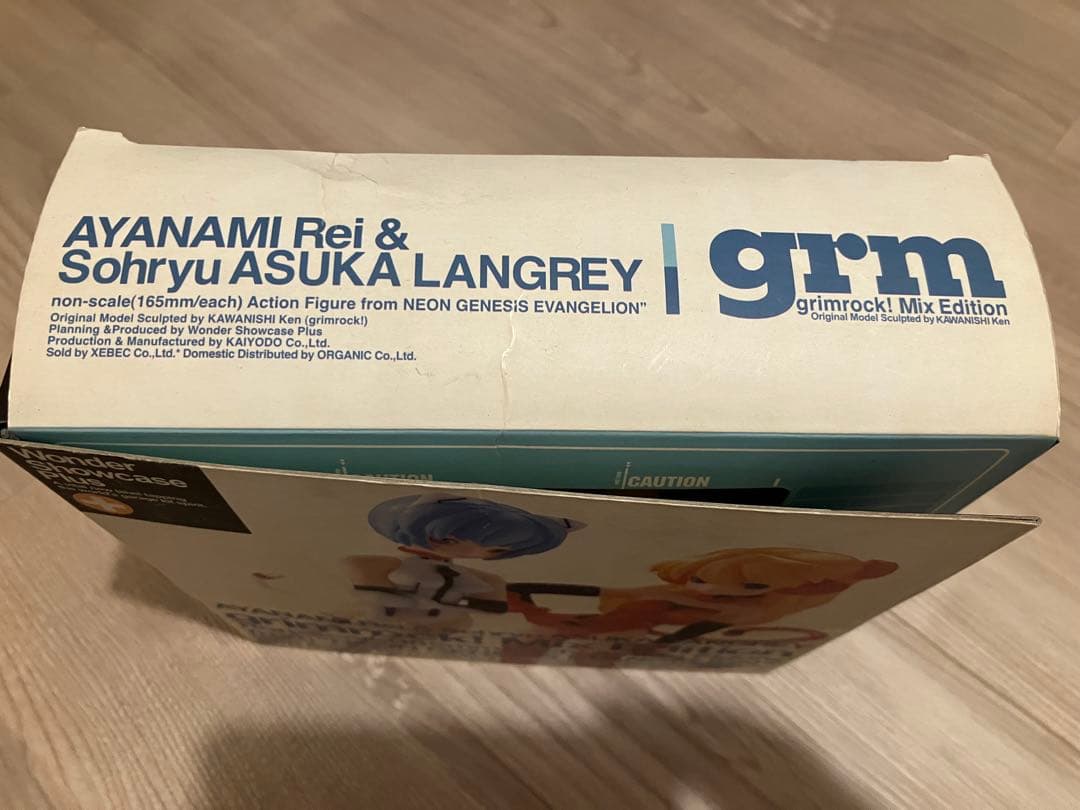 AYANAMI Rei &
Sohryu ASUKA LANGREY
non-scale(165mm/each) Action Figure from NEON GENESiS EVANGELION"
Original Model Sculpted by KAWANISHI Ken (grimrock!)
Planning &Produced by Wonder Showcase Plus
Production & Manufactured by KAIYODO Co.,Ltd.
Sold by XEBEC Co.,Ltd.* Domestic Distributed by ORGANIC Co.,Ltd.
grm
grimrock! Mix Edition
Original Model Sculpted by KAWANISHI Ken
CAUTION
CAUTION
Wonder
Showcase
Plus